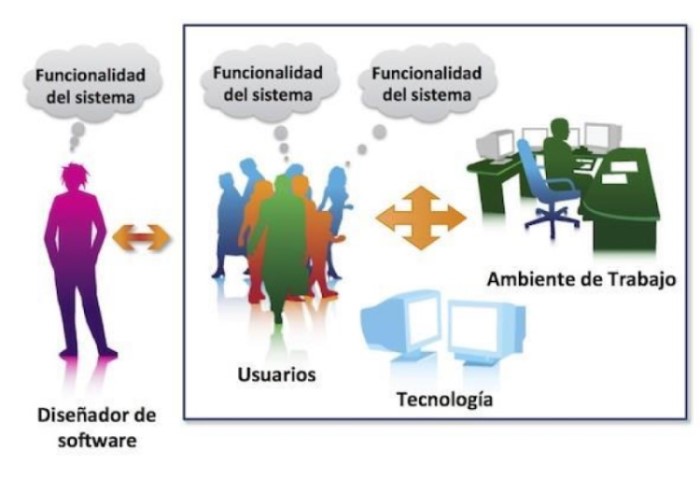 Funcionalidad
del sistema
Funcionalidad
del sistema
Funcionalidad
del sistema
Ambiente de Trabajo
Usuarios
Tecnología
Diseñador de
software